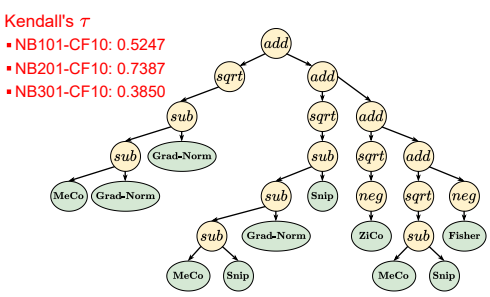 Kendall's τ
▪NB101-CF10: 0.5247
▪NB201-CF10: 0.7387
▪NB301-CF10: 0.3850
add
sqrt
add
sub
sqrt
add
sub
Grad-Norm
sub
sqrt
add
MeCo
Grad-Norm
sub
Snip
neg
sqrt
neg
sub
Grad-Norm
ZiCo
sub
Fisher
MeCo
Snip
MeCo
Snip